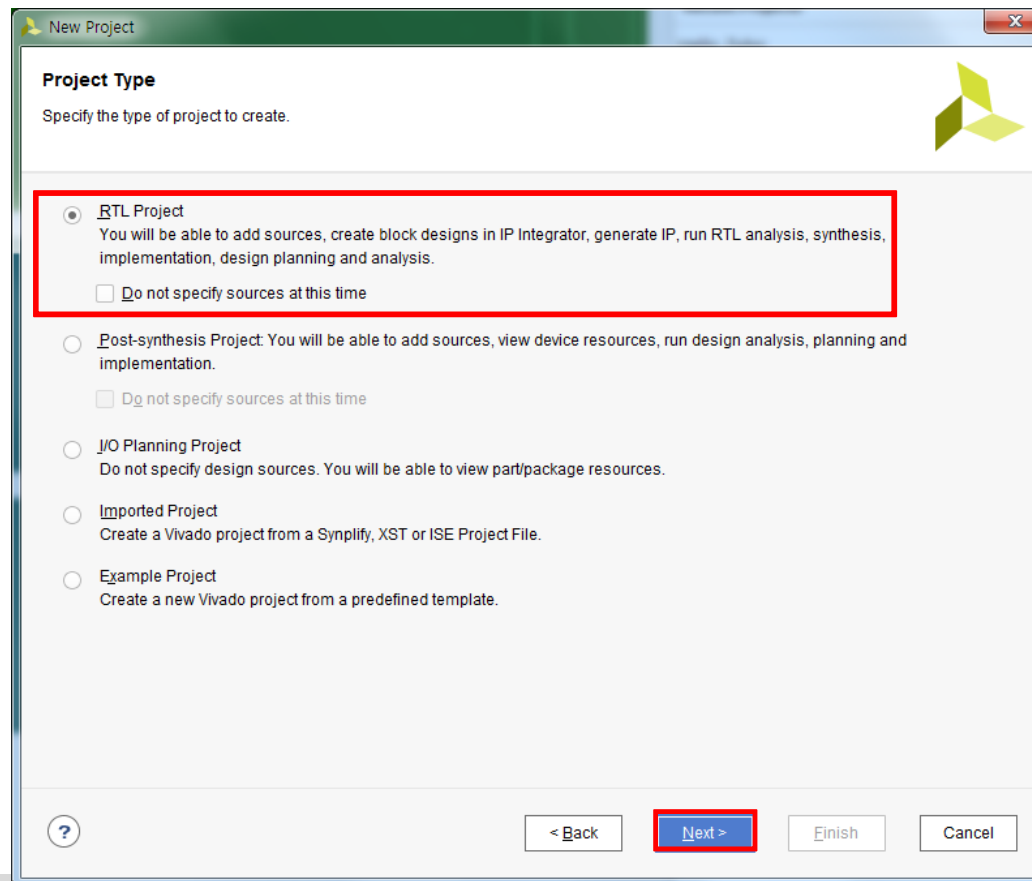 New Project
Project Type
Specify the type of project to create.
RTL Project
You will be able to add sources, create block designs in IP Integrator, generate IP, run RTL analysis, synthesis,
implementation, design planning and analysis.
Do not specify sources at this time
Post-synthesis Project: You will be able to add sources, view device resources, run design analysis, planning and
implementation.
Do not specify sources at this time
I/O Planning Project
Do not specify design sources. You will be able to view part/package resources.
Imported Project
Create a Vivado project from a Synplify, XST or ISE Project File.
Example Project
Create a new Vivado project from a predefined template.
? < Back Next > Finish Cancel